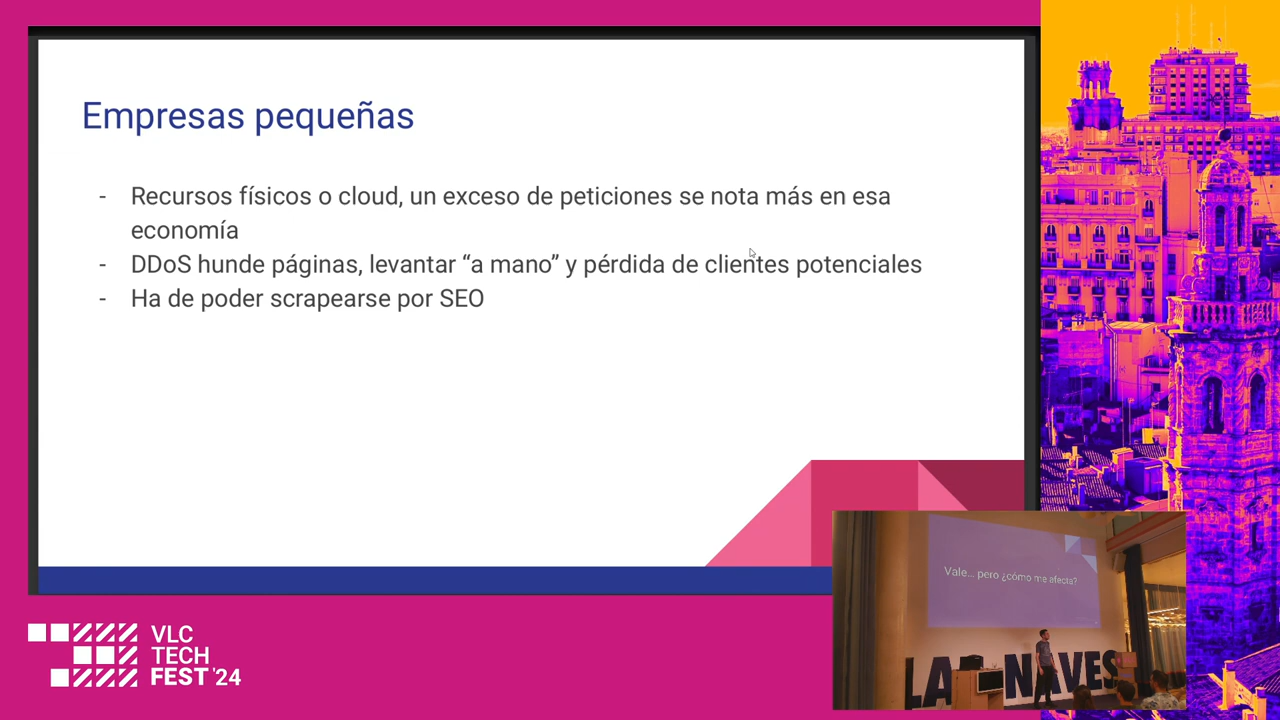 Empresas pequeñas
- Recursos físicos o cloud, un exceso de peticiones se nota más en esa
economía
- DDoS hunde páginas, levantar “a mano” y pérdida de clientes potenciales
- Ha de poder scrapearse por SEO
Vale... pero ¿cómo me afecta?
LA NAVES
VLC
TECH
FEST '24